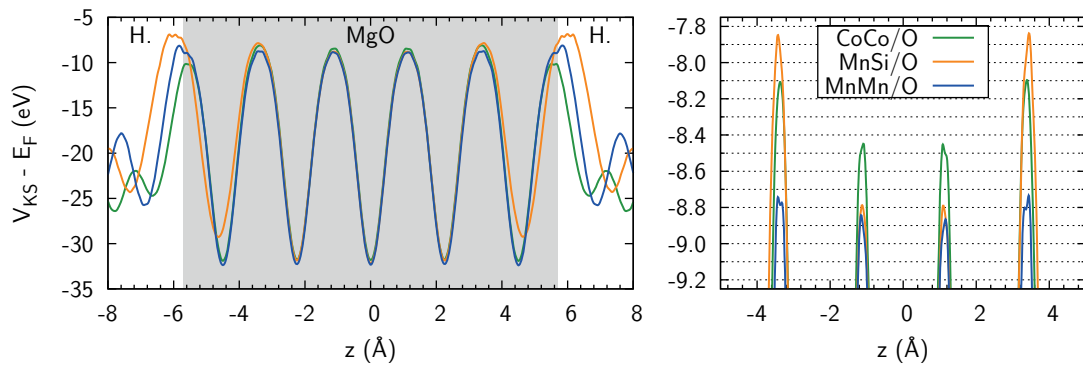 H. MgO H.
V_KS - E_F (eV)
-5
-10
-15
-20
-25
-30
-35
-8 -6 -4 -2 0 2 4 6 8
z (Å)
CoCo/O
MnSi/O
MnMn/O
-7.8
-8.0
-8.2
-8.4
-8.6
-8.8
-9.0
-9.2
-4 -2 0 2 4
z (Å)